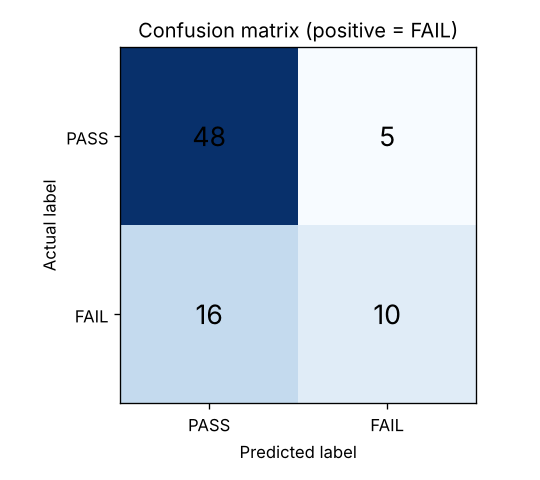 Confusion matrix (positive = FAIL)
PASS
48
5
Actual label
FAIL
16
10
PASS
FAIL
Predicted label